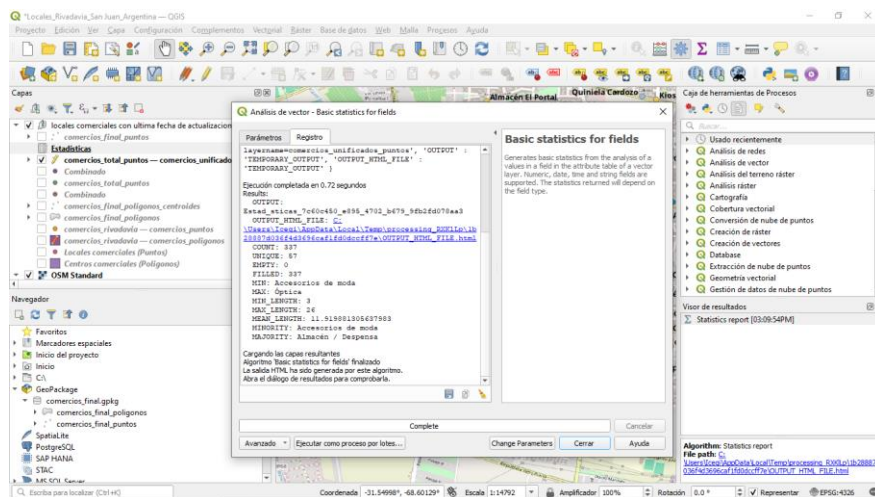 *Locales_Rivadavia_San Juan_Argentina — QGIS
Proyecto Edición Ver Capa Configuración Complementos Vectorial Ráster Base de datos Web Malla Procesos Ayuda
Capas
locales comerciales con ultima fecha de actualizacion
comercios_final_puntos
Estadísticas
comercios_total_puntos — comercios_unificado
Combinado
comercios_total_puntos
Combinado
comercios_final_poligonos_centroides
comercios_final_poligonos
comercios_rivadavia — comercios_puntos
comercios_rivadavia — comercios_poligonos
Locales comerciales (Puntos)
Centros comerciales (Polígonos)
OSM Standard
Navegador
Favoritos
Marcadores espaciales
Inicio del proyecto
Inicio
C:\
GeoPackage
comercios_final.gpkg
comercios_final_poligonos
comercios_final_puntos
SpatiaLite
PostgreSQL
SAP HANA
STAC
MS SQL Server
Almacén El Portal
Quiniela Cardozo
Kios
Análisis de vector - Basic statistics for fields
Parámetros Registro
layername=comercios_unificados_puntos', 'OUTPUT' :
'TEMPORARY_OUTPUT', 'OUTPUT_HTML_FILE' :
'TEMPORARY_OUTPUT' }
Ejecución completada en 0.72 segundos
Results:
OUTPUT:
Estad_sticas_7c60c450_e895_4702_b679_9fb2fd078aa3
OUTPUT_HTML_FILE: C:
COUNT: 337
UNIQUE: 67
EMPTY: 0
FILLED: 337
MIN: Accesorios de moda
MAX: Óptica
MIN_LENGTH: 3
MAX_LENGTH: 26
MEAN_LENGTH: 11.919881305637983
MINORITY: Accesorios de moda
MAJORITY: Almacén / Despensa
Cargando las capas resultantes
Algoritmo 'Basic statistics for fields' finalizado
La salida HTML ha sido generada por este algoritmo.
Abra el diálogo de resultados para comprobarla.
Basic statistics for fields
Generates basic statistics from the analysis of a
values in a field in the attribute table of a vector
layer. Numeric, date, time and string fields are
supported. The statistics returned will depend on
the field type.
Complete
Cancelar
Avanzado Ejecutar como proceso por lotes... Change Parameters Cerrar Ayuda
Caja de herramientas de Procesos
Buscar...
Usado recientemente
Análisis de redes
Análisis de vector
Análisis del terreno ráster
Análisis ráster
Cartografía
Cobertura vectorial
Conversión de nube de puntos
Creación de ráster
Creación de vectores
Database
Extracción de nube de puntos
Geometría vectorial
Gestión de datos de nube de puntos
Visor de resultados
Statistics report [03:09:54PM]
Algorithm: Statistics report
File path: C:
Escriba para localizar (Ctrl+K)
Coordenada -31.54998°, -68.60129° Escala 1:14792 Amplificador 100% Rotación 0.0 ° Representar EPSG:4326